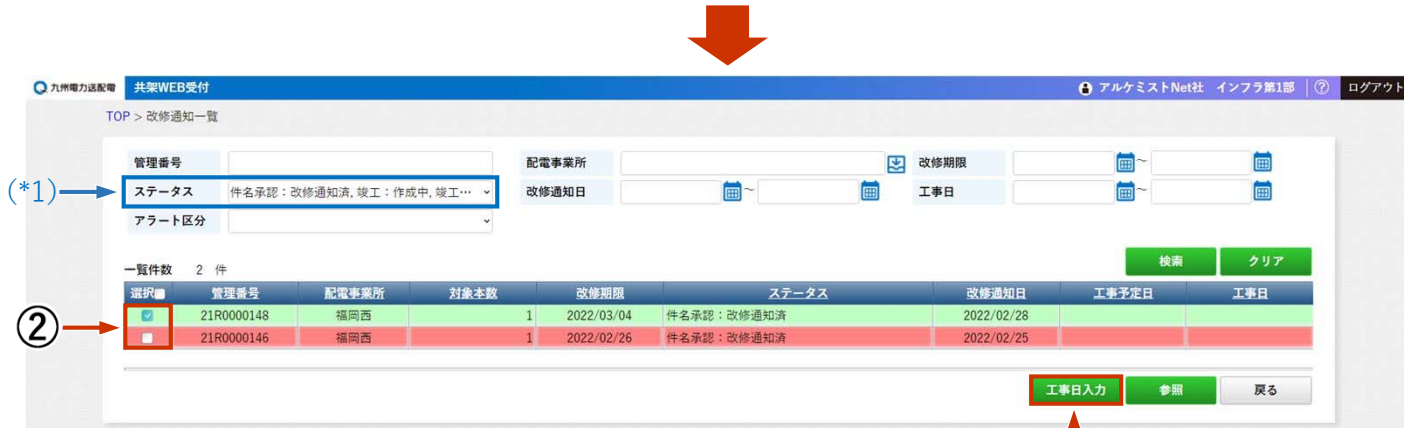 九州電力送配電 共架WEB受付 アルケミストNet社 インフラ第1部 ? ログアウト
TOP > 改修通知一覧
管理番号 配電事業所 改修期限 ~
(*1) ステータス 件名承認：改修通知済, 竣工：作成中, 竣工… 改修通知日 ~ 工事日 ~
アラート区分
検索 クリア
一覧件数 2 件
選択 管理番号 配電事業所 対象本数 改修期限 ステータス 改修通知日 工事予定日 工事日
② 21R0000148 福岡西 1 2022/03/04 件名承認：改修通知済 2022/02/28
21R0000146 福岡西 1 2022/02/26 件名承認：改修通知済 2022/02/25
工事日入力 参照 戻る